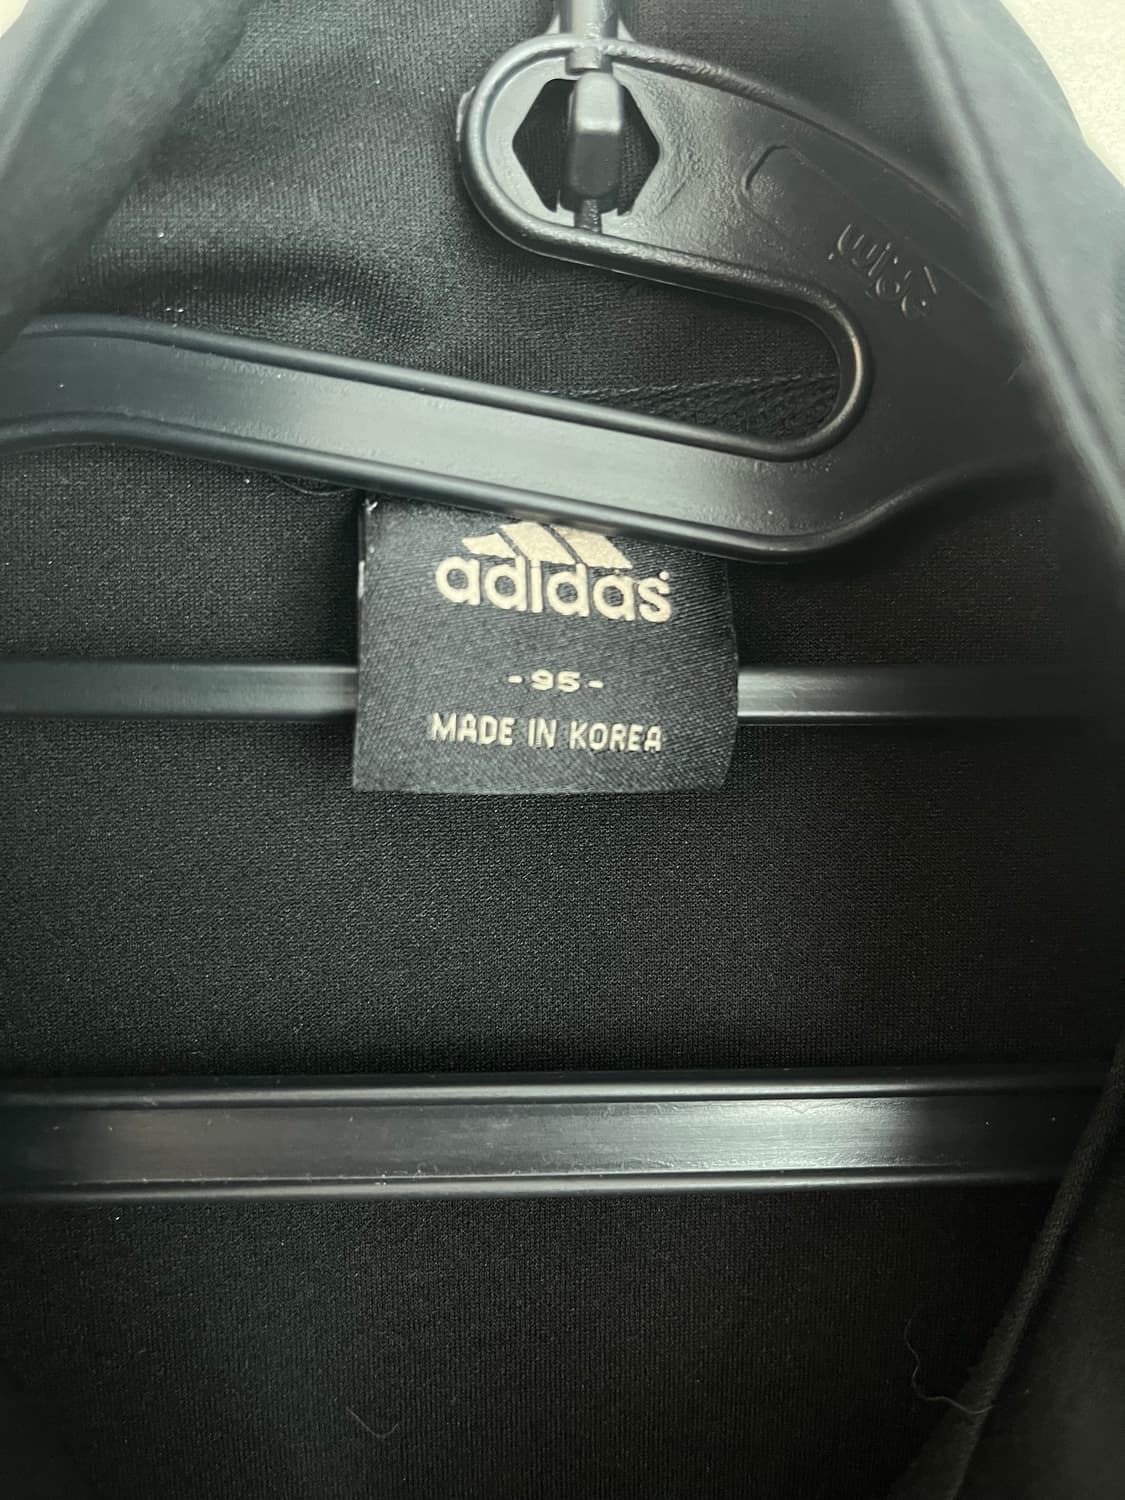 adidas
- 95 -
MADE IN KOREA